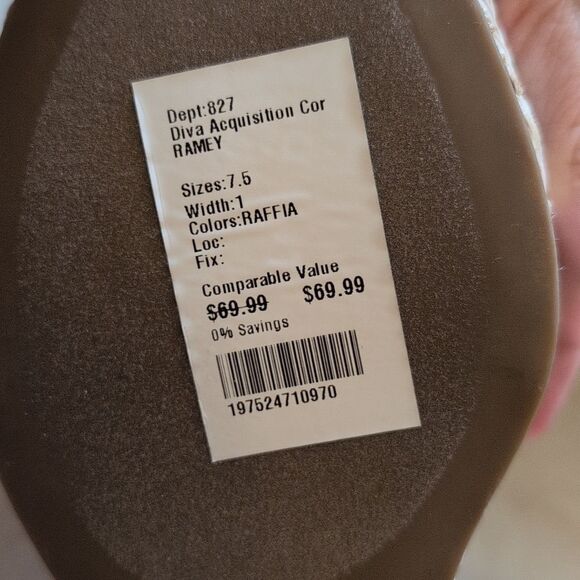 Dept:827
Diva Acquisition Cor
RAMEY
Sizes:7.5
Width:1
Colors:RAFFIA
Loc:
Fix:
Comparable Value
$69.99 $69.99
0% Savings
197524710970